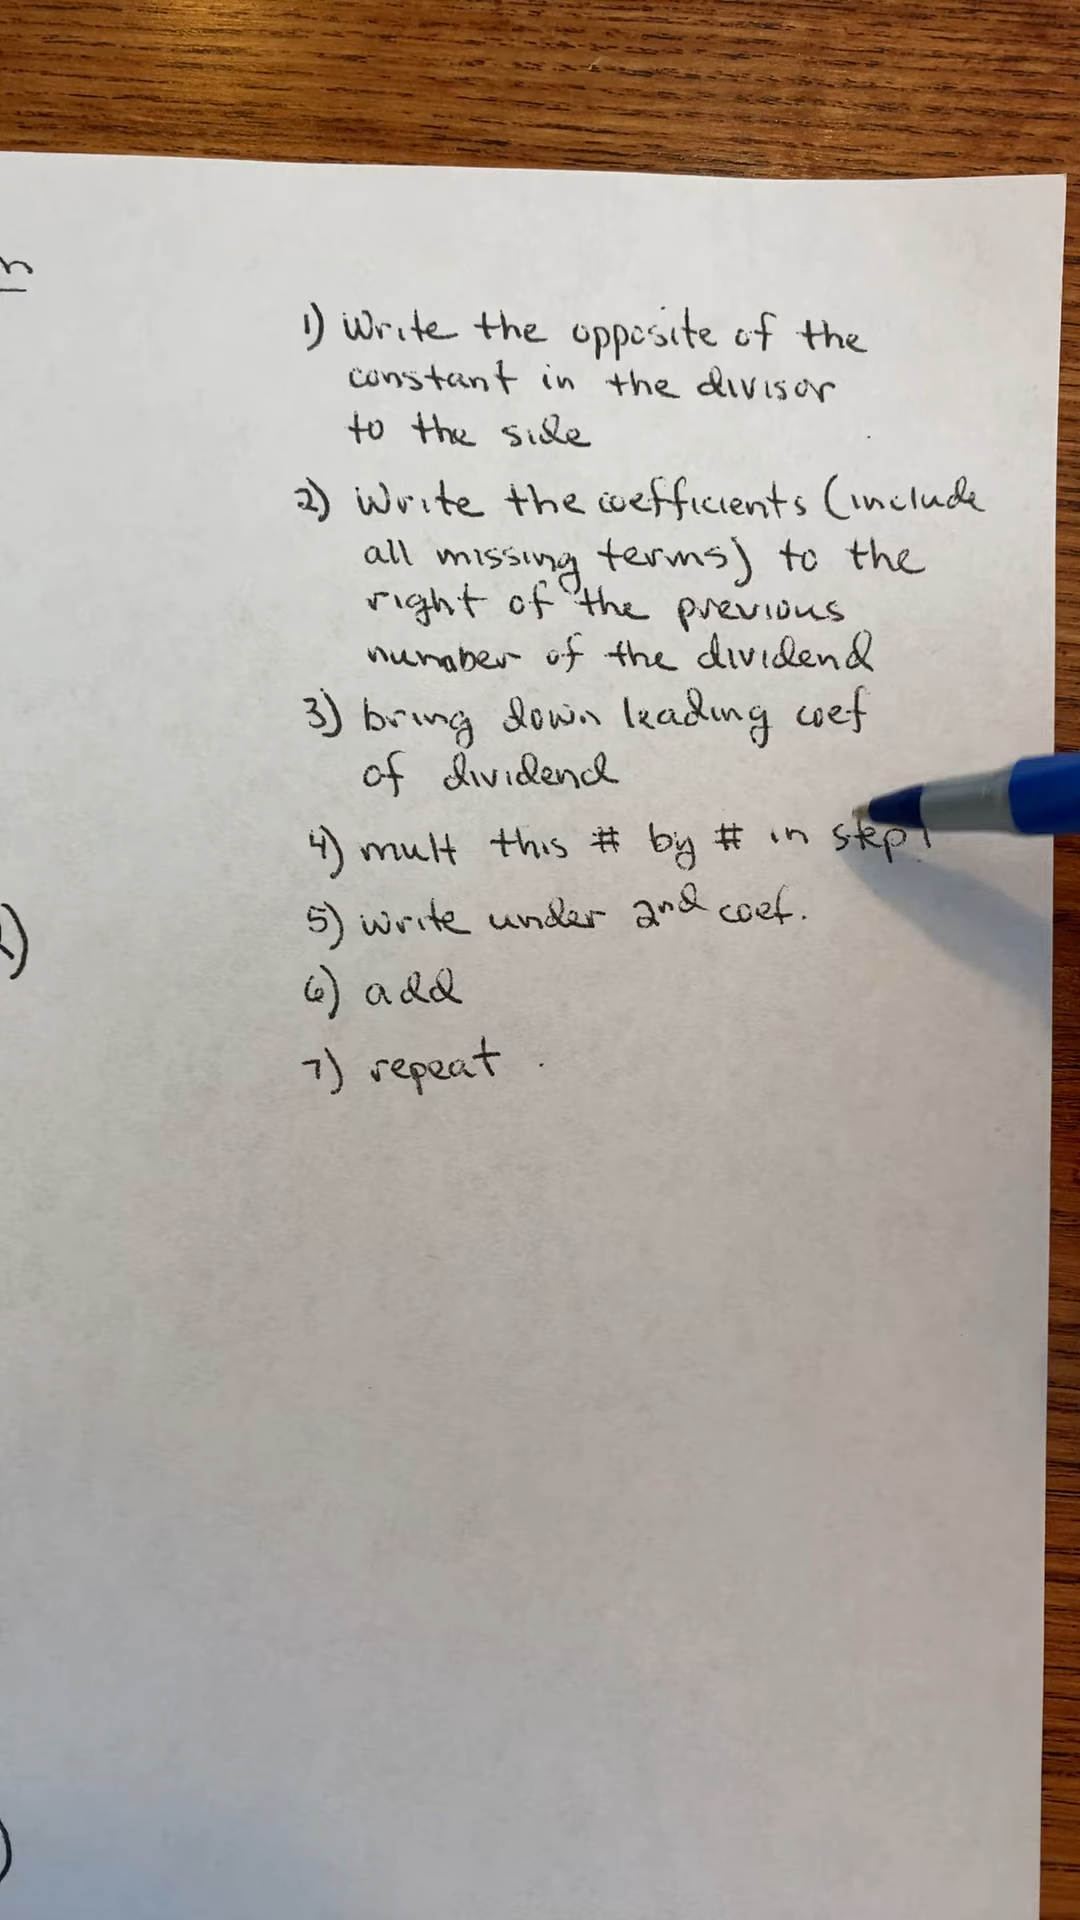 1) Write the opposite of the
constant in the divisor
to the side
2) Write the coefficients (include
all missing terms) to the
right of the previous
number of the dividend
3) bring down leading coef
of dividend
4) mult this # by # in step 1
5) write under 2nd coef.
6) add
7) repeat